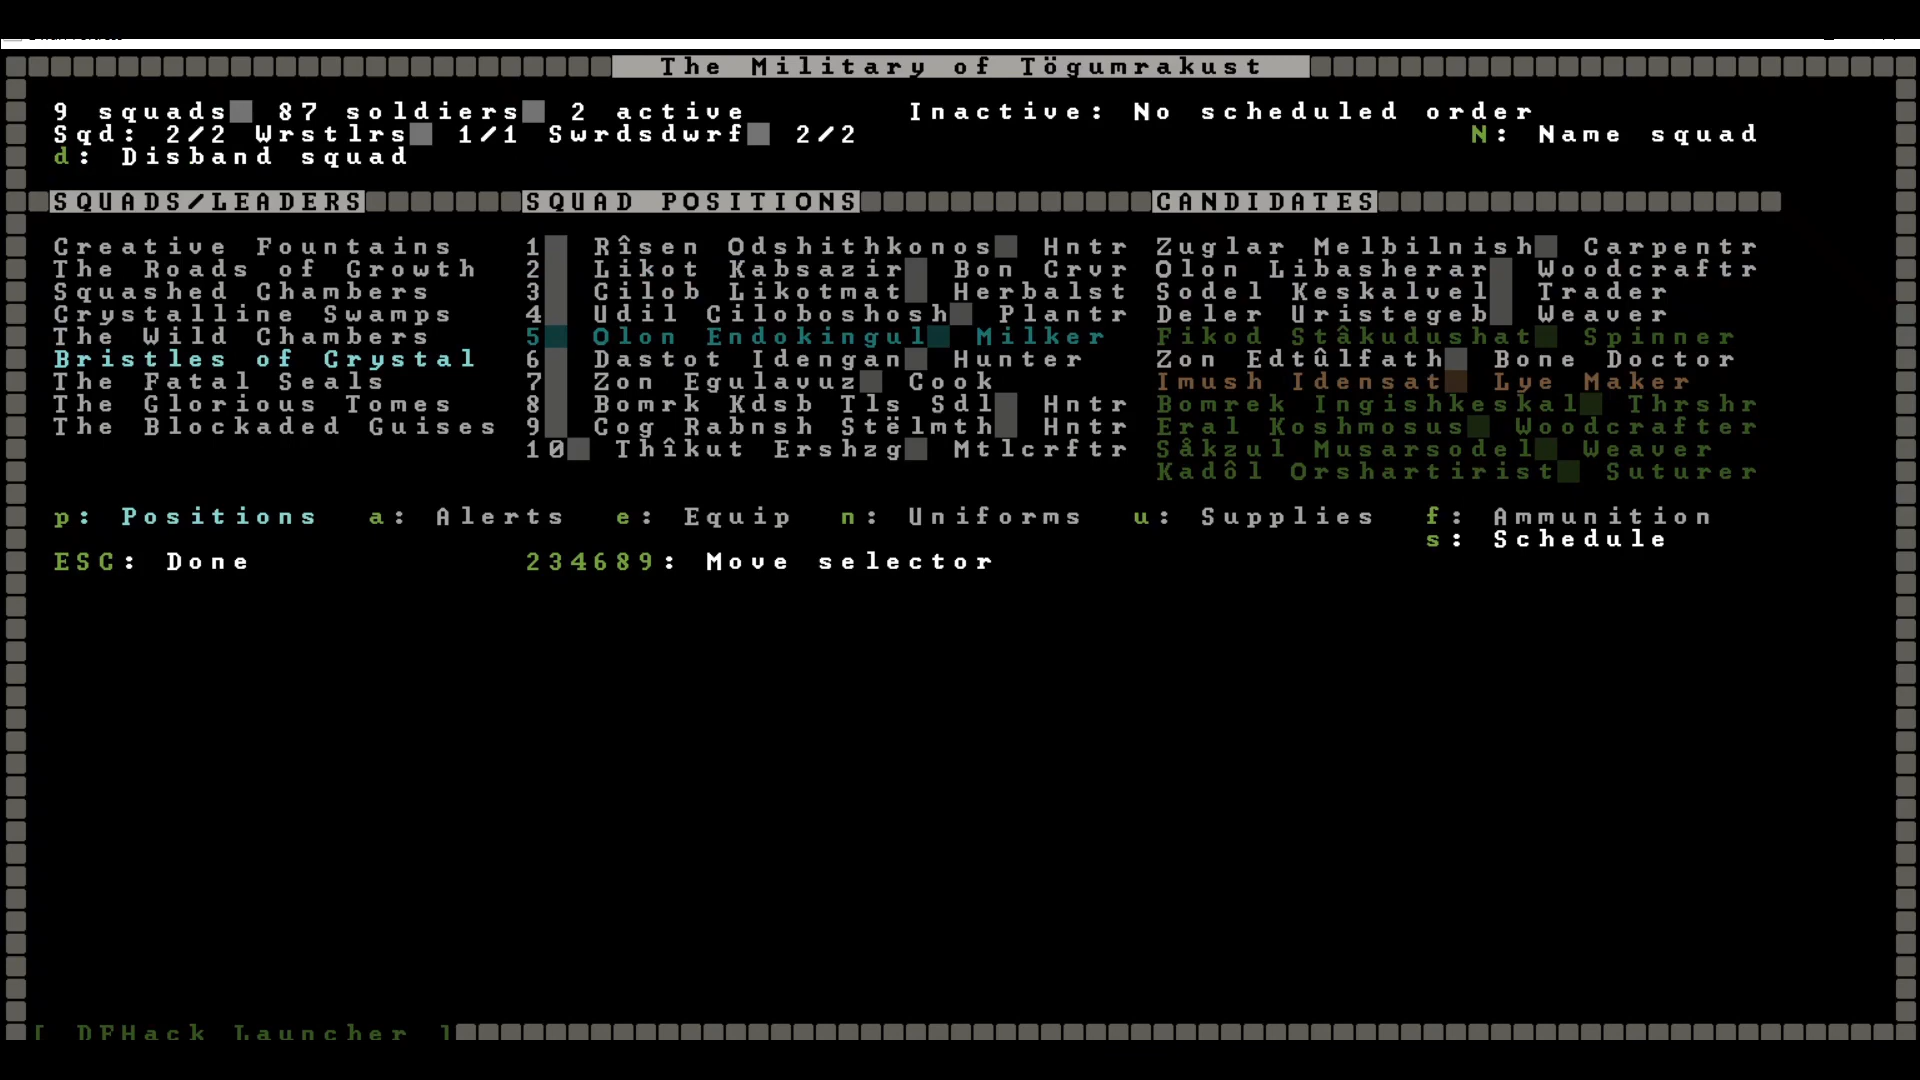 The Military of Tögumrakust
9 squads 87 soldiers 2 active Inactive: No scheduled order
Sqd: 2/2 Wrstlrs 1/1 Swrdsdwrf 2/2 N: Name squad
d: Disband squad
SQUADS/LEADERS SQUAD POSITIONS CANDIDATES
Creative Fountains 1 Rîsen Odshithkonos Hntr Zuglar Melbilnish Carpentr
The Roads of Growth 2 Likot Kabsazir Bon Crvr Olon Libasherar Woodcraftr
Squashed Chambers 3 Cilob Likotmat Herbalst Sodel Keskalvel Trader
Crystalline Swamps 4 Udil Ciloboshosh Plantr Deler Uristegeb Weaver
The Wild Chambers 5 Olon Endokingul Milker Fikod Stâkudushat Spinner
Bristles of Crystal 6 Dastot Idengan Hunter Zon Edtûlfath Bone Doctor
The Fatal Seals 7 Zon Egulavuz Cook Imush Idensat Lye Maker
The Glorious Tomes 8 Bomrk Kdsb Tls Sdl Hntr Bomrek Ingishkeskal Thrshr
The Blockaded Guises 9 Cog Rabnsh Stëlmth Hntr Eral Koshmosus Woodcrafter
10 Thîkut Ershzg Mtlcrftr Såkzul Musarsodel Weaver
Kadôl Orshartirist Suturer
p: Positions a: Alerts e: Equip n: Uniforms u: Supplies f: Ammunition
s: Schedule
ESC: Done 234689: Move selector
[ DFHack Launcher ]